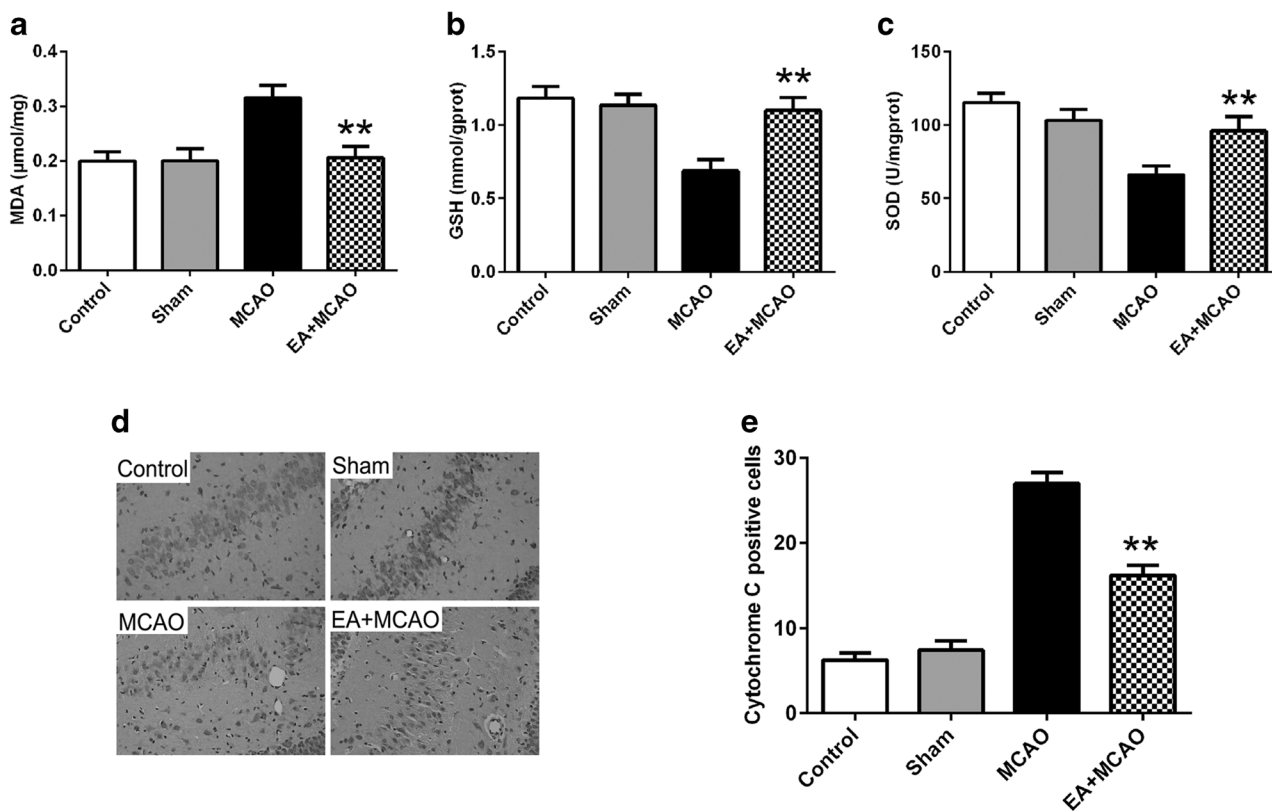 a
MDA (μmol/mg)
0.4
0.3
0.2
0.1
0.0
**
Control
Sham
MCAO
EA+MCAO
b
GSH (mmol/gprot)
1.5
1.0
0.5
0.0
**
Control
Sham
MCAO
EA+MCAO
c
SOD (U/mgprot)
150
100
50
0
**
Control
Sham
MCAO
EA+MCAO
d
Control
Sham
MCAO
EA+MCAO
e
Cytochrome C positive cells
30
20
10
0
**
Control
Sham
MCAO
EA+MCAO